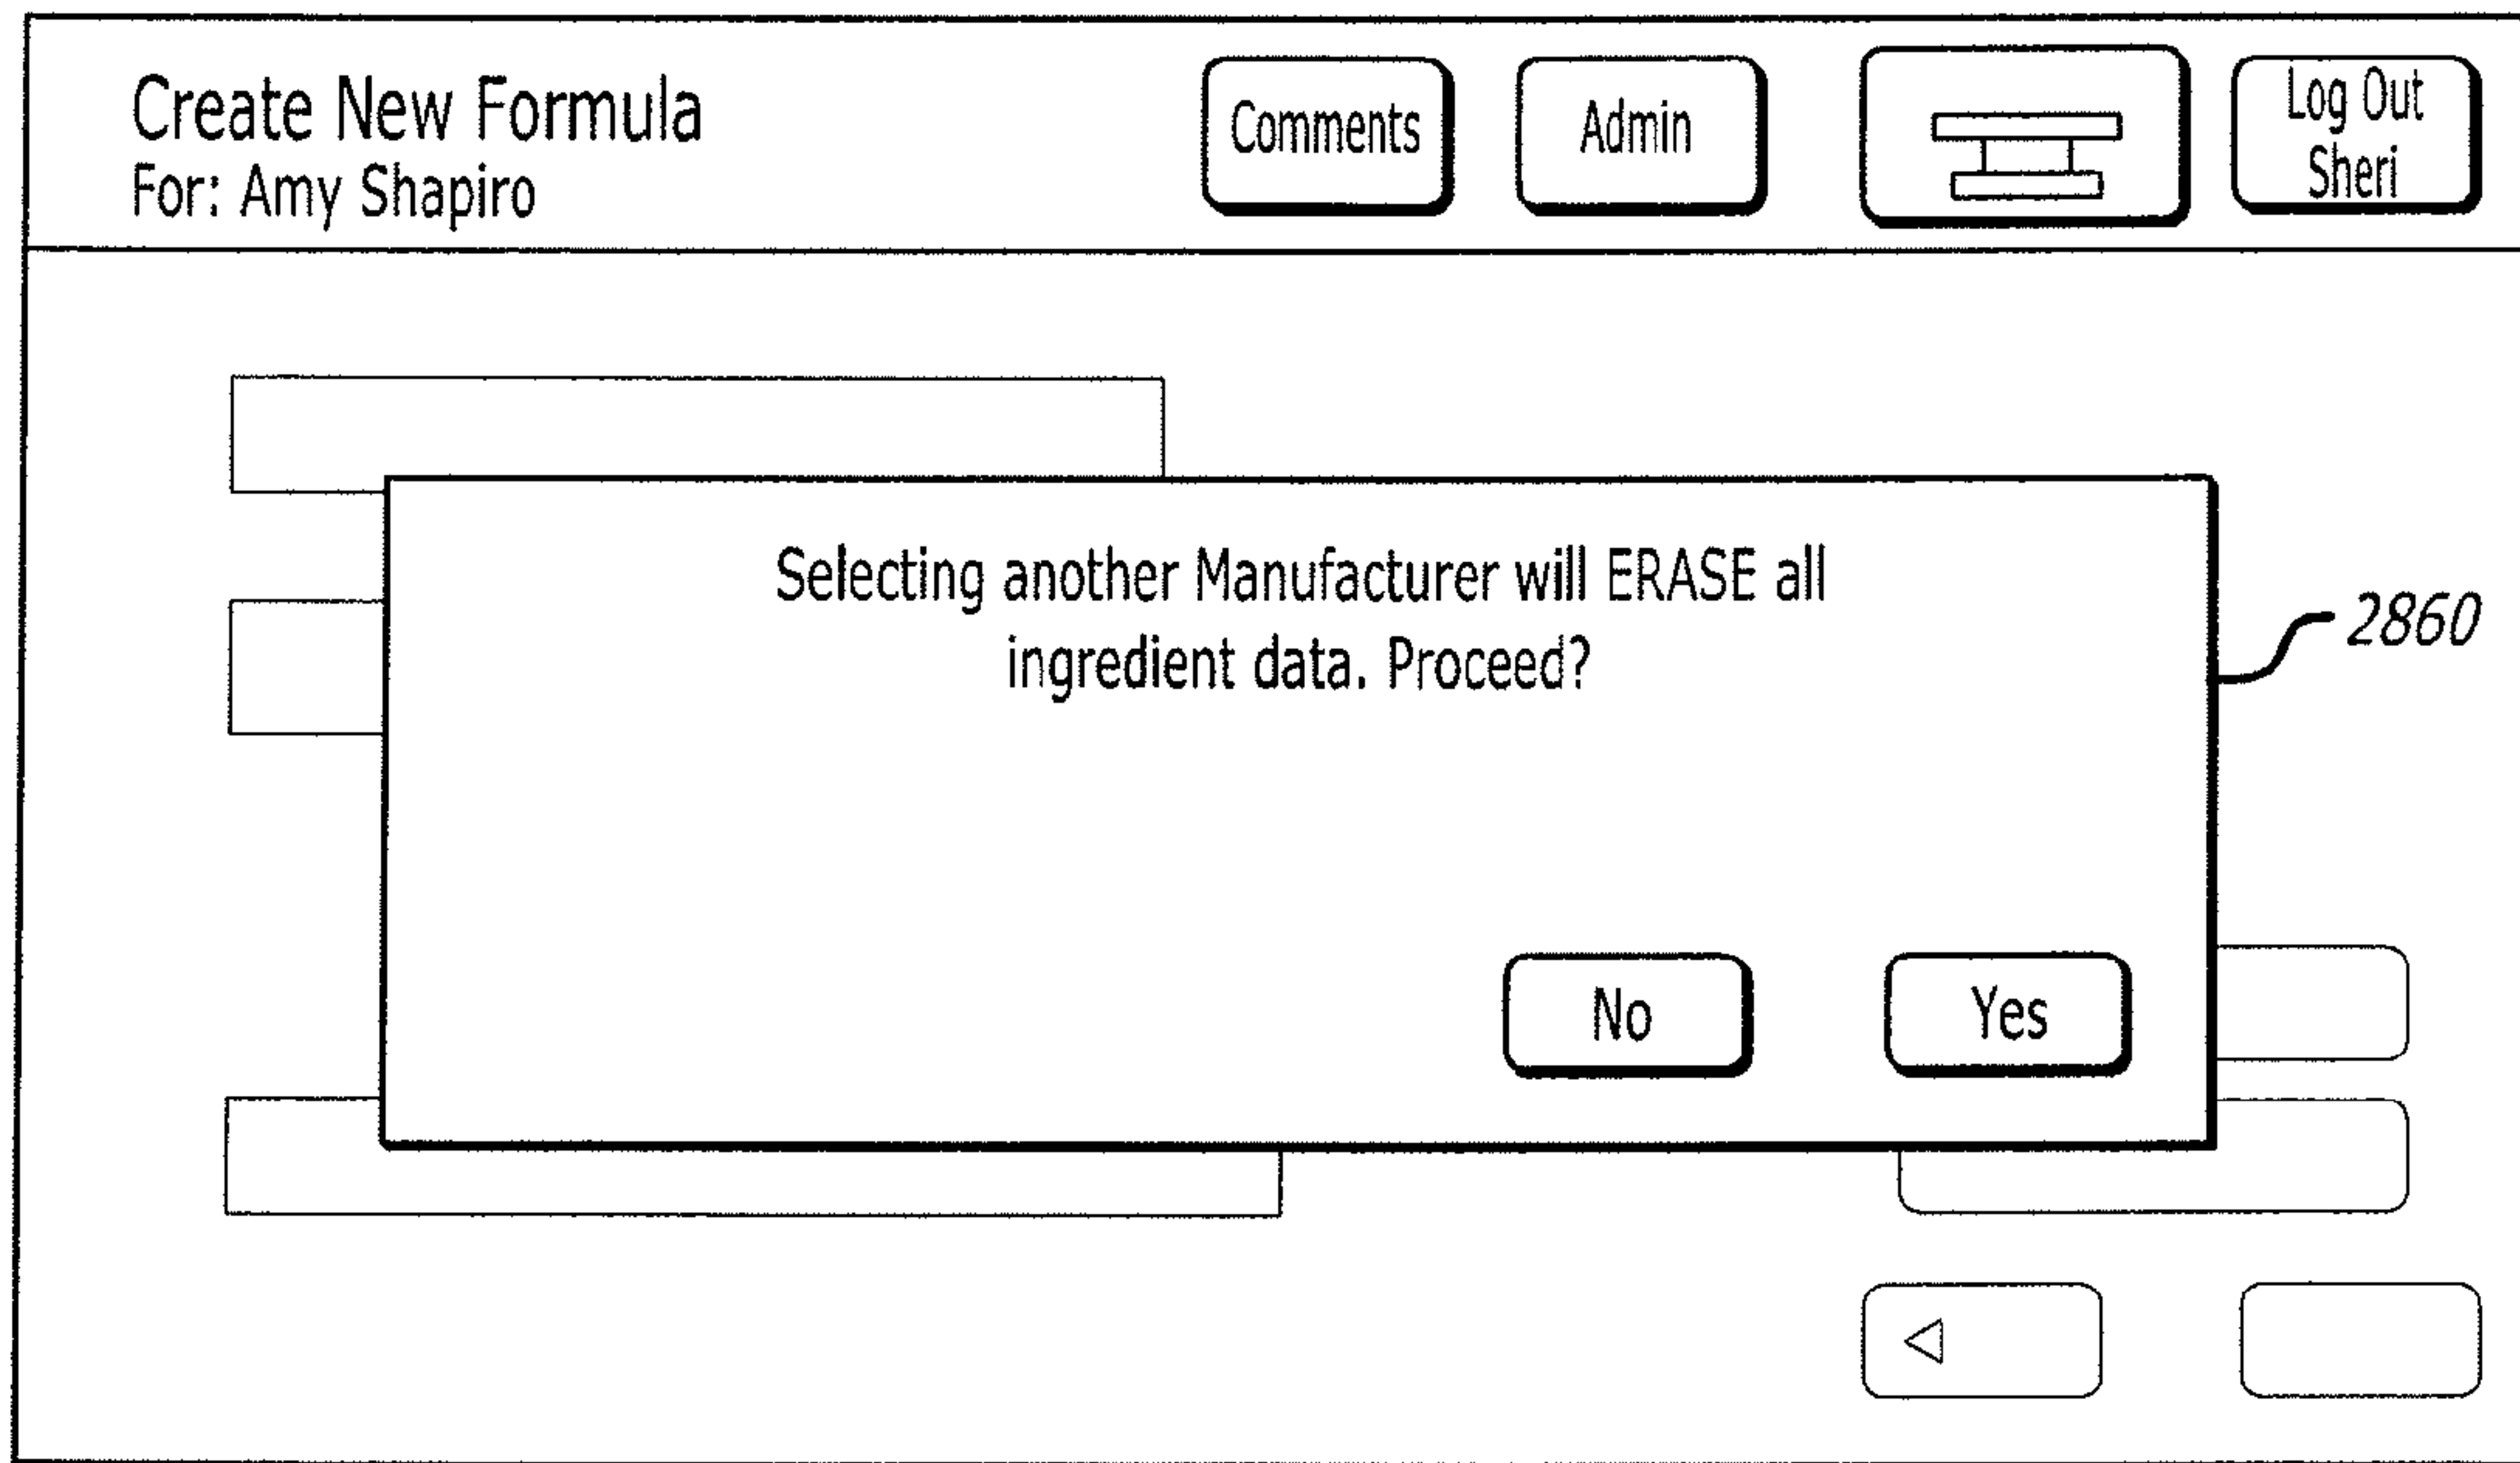 Create New Formula
For: Amy Shapiro
Comments
Admin
Log Out
Sheri
Selecting another Manufacturer will ERASE all
ingredient data. Proceed?
2860
No
Yes